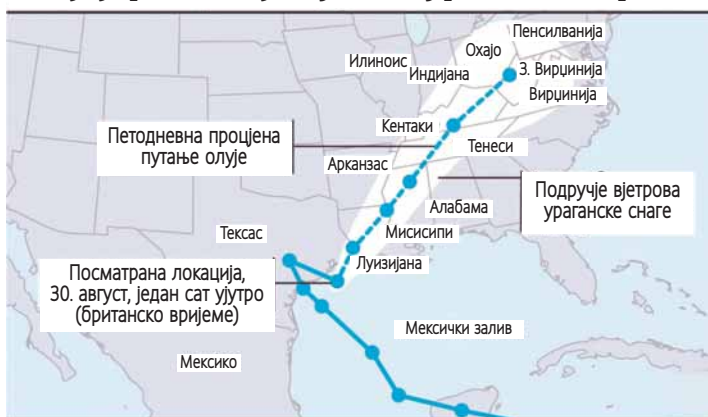 Пенсилванија
Охајо
Илиноис
Индијана
З. Вирџинија
Вирџинија
Кентаки
Петодневна процјена
путање олује
Тенеси
Арканзас
Подручје вјетрова
ураганске снаге
Алабама
Тексас
Мисисипи
Луизијана
Посматрана локација,
30. август, један сат ујутро
(британско вријеме)
Мексички залив
Мексико